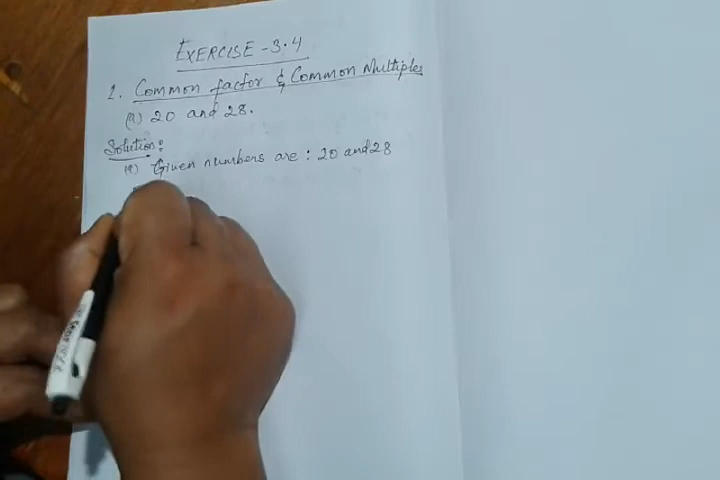 EXERCISE - 3.4
1. Common factor & Common Multiples
(a) 20 and 28.
Solution:
(a) Given numbers are : 20 and 28